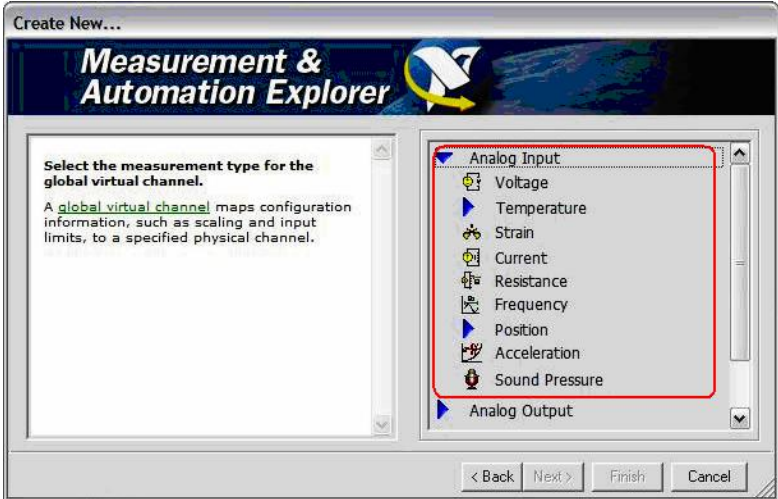 Create New...
Measurement &
Automation Explorer
Select the measurement type for the
global virtual channel.
A global virtual channel maps configuration
information, such as scaling and input
limits, to a specified physical channel.
Analog Input
Voltage
Temperature
Strain
Current
Resistance
Frequency
Position
Acceleration
Sound Pressure
Analog Output
< Back
Next >
Finish
Cancel